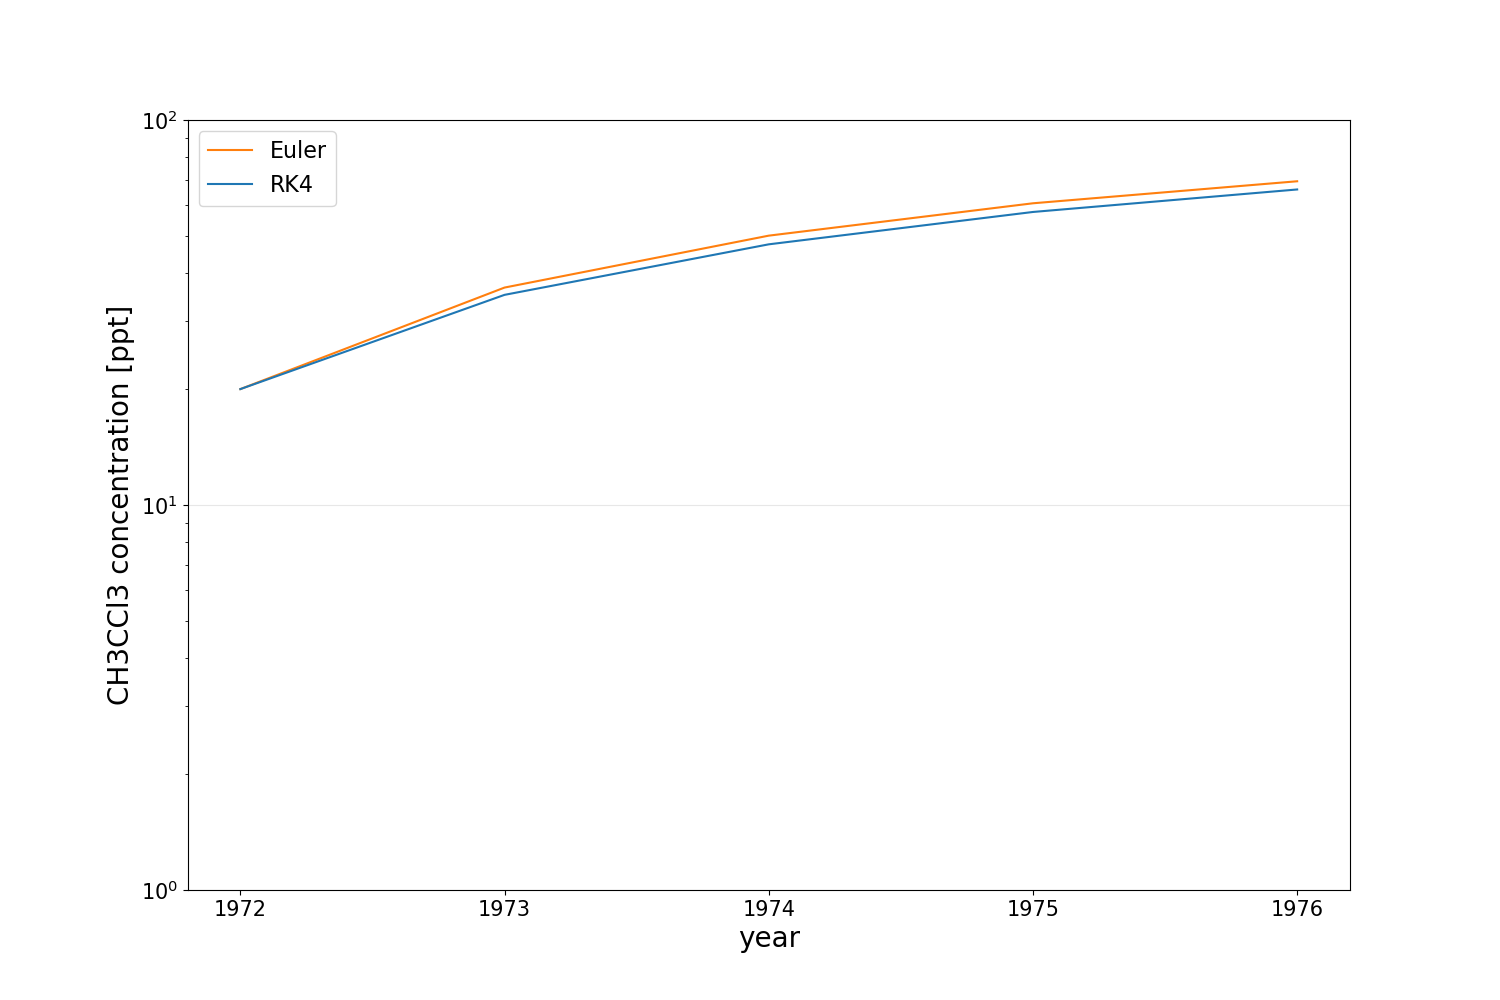 10²
Euler
RK4
CH3CCl3 concentration [ppt]
10¹
10⁰
1972 1973 1974 1975 1976
year